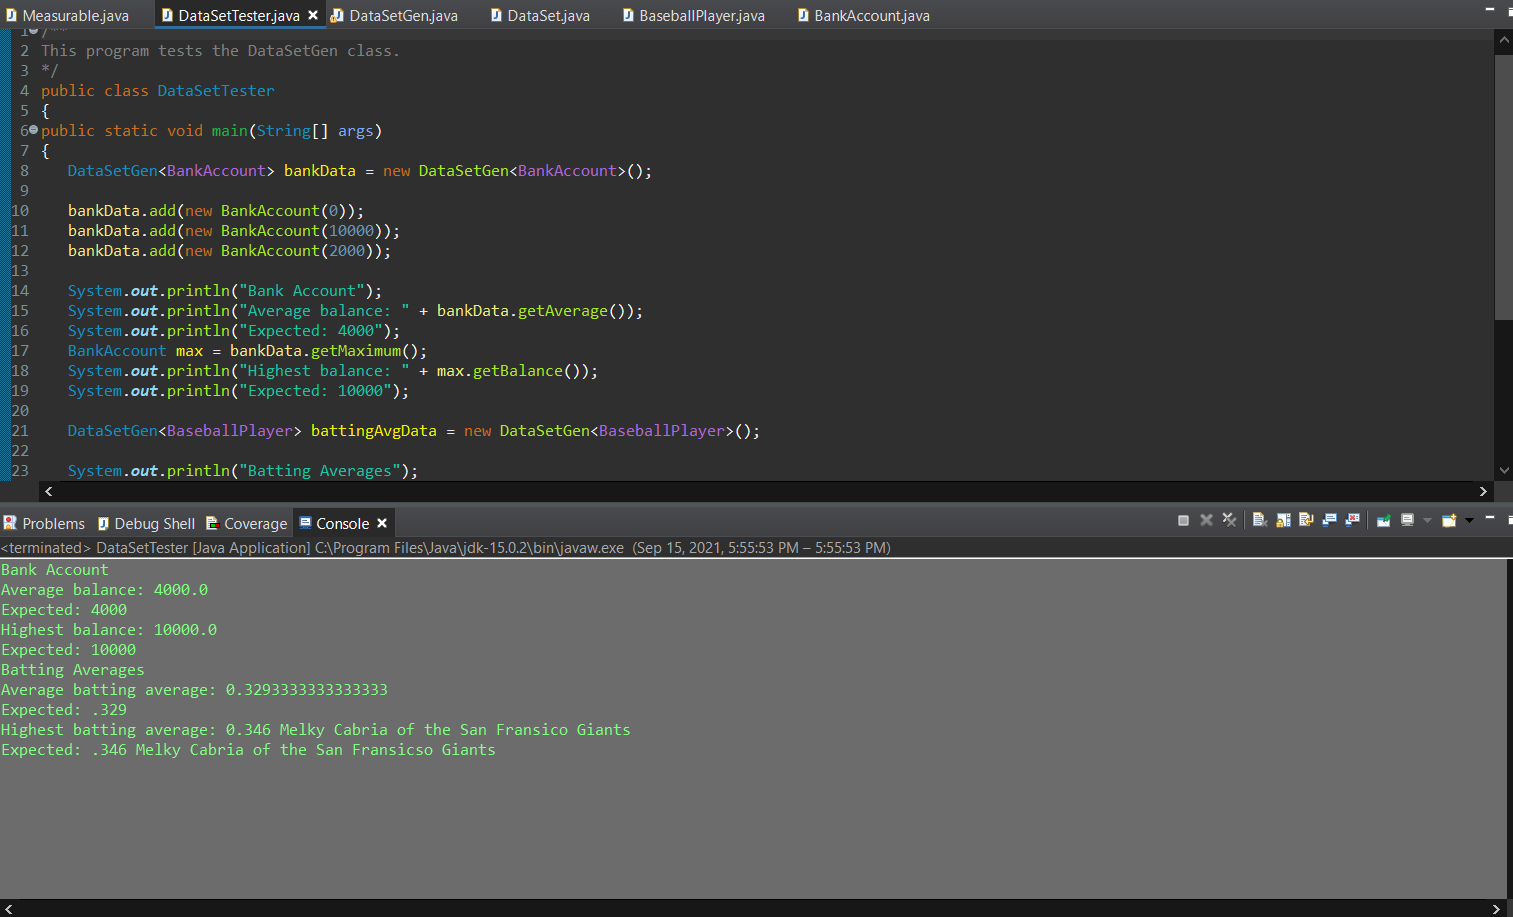 Measurable.java DataSetTester.java DataSetGen.java DataSet.java BaseballPlayer.java BankAccount.java
1 /**
2 This program tests the DataSetGen class.
3 */
4 public class DataSetTester
5 {
6 public static void main(String[] args)
7 {
8 DataSetGen<BankAccount> bankData = new DataSetGen<BankAccount>();
9
10 bankData.add(new BankAccount(0));
11 bankData.add(new BankAccount(10000));
12 bankData.add(new BankAccount(2000));
13
14 System.out.println("Bank Account");
15 System.out.println("Average balance: " + bankData.getAverage());
16 System.out.println("Expected: 4000");
17 BankAccount max = bankData.getMaximum();
18 System.out.println("Highest balance: " + max.getBalance());
19 System.out.println("Expected: 10000");
20
21 DataSetGen<BaseballPlayer> battingAvgData = new DataSetGen<BaseballPlayer>();
22
23 System.out.println("Batting Averages");
Problems Debug Shell Coverage Console
<terminated> DataSetTester [Java Application] C:\Program Files\Java\jdk-15.0.2\bin\javaw.exe (Sep 15, 2021, 5:55:53 PM – 5:55:53 PM)
Bank Account
Average balance: 4000.0
Expected: 4000
Highest balance: 10000.0
Expected: 10000
Batting Averages
Average batting average: 0.3293333333333333
Expected: .329
Highest batting average: 0.346 Melky Cabria of the San Fransico Giants
Expected: .346 Melky Cabria of the San Fransicso Giants